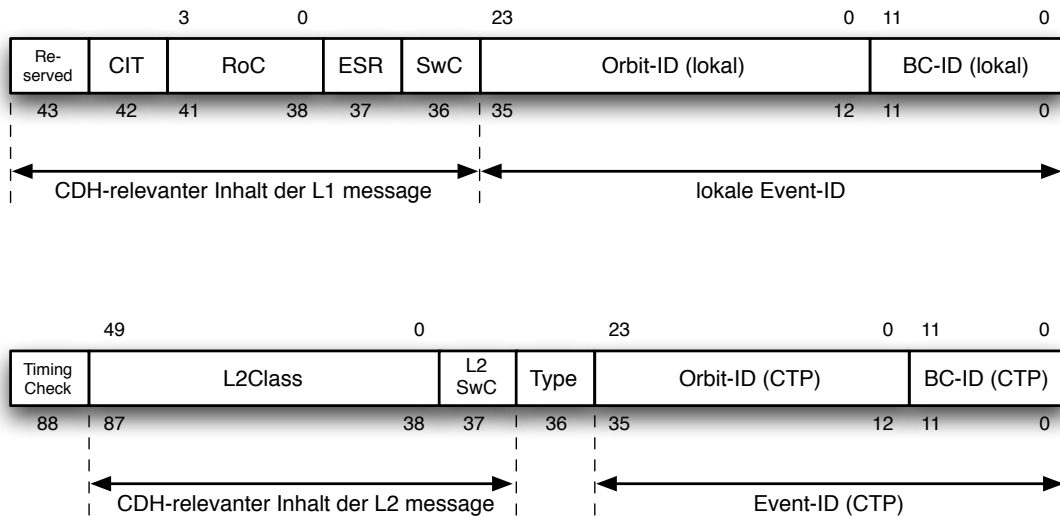 3 0 23 0 11 0
Re-
served CIT RoC ESR SwC Orbit-ID (lokal) BC-ID (lokal)
43 42 41 38 37 36 35 12 11 0
CDH-relevanter Inhalt der L1 message lokale Event-ID
49 0 23 0 11 0
Timing
Check L2Class L2
SwC Type Orbit-ID (CTP) BC-ID (CTP)
88 87 38 37 36 35 12 11 0
CDH-relevanter Inhalt der L2 message Event-ID (CTP)